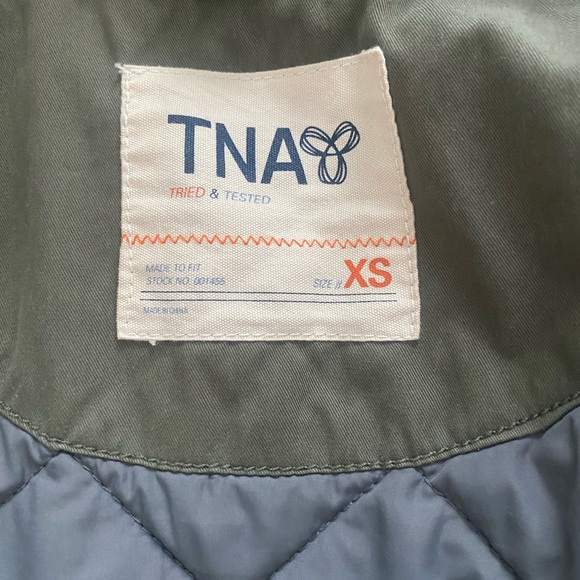 TNA
TRiED & TESTED
MADE TO FIT
STOCK NO. 001455
SIZE // XS
MADE IN CHINA